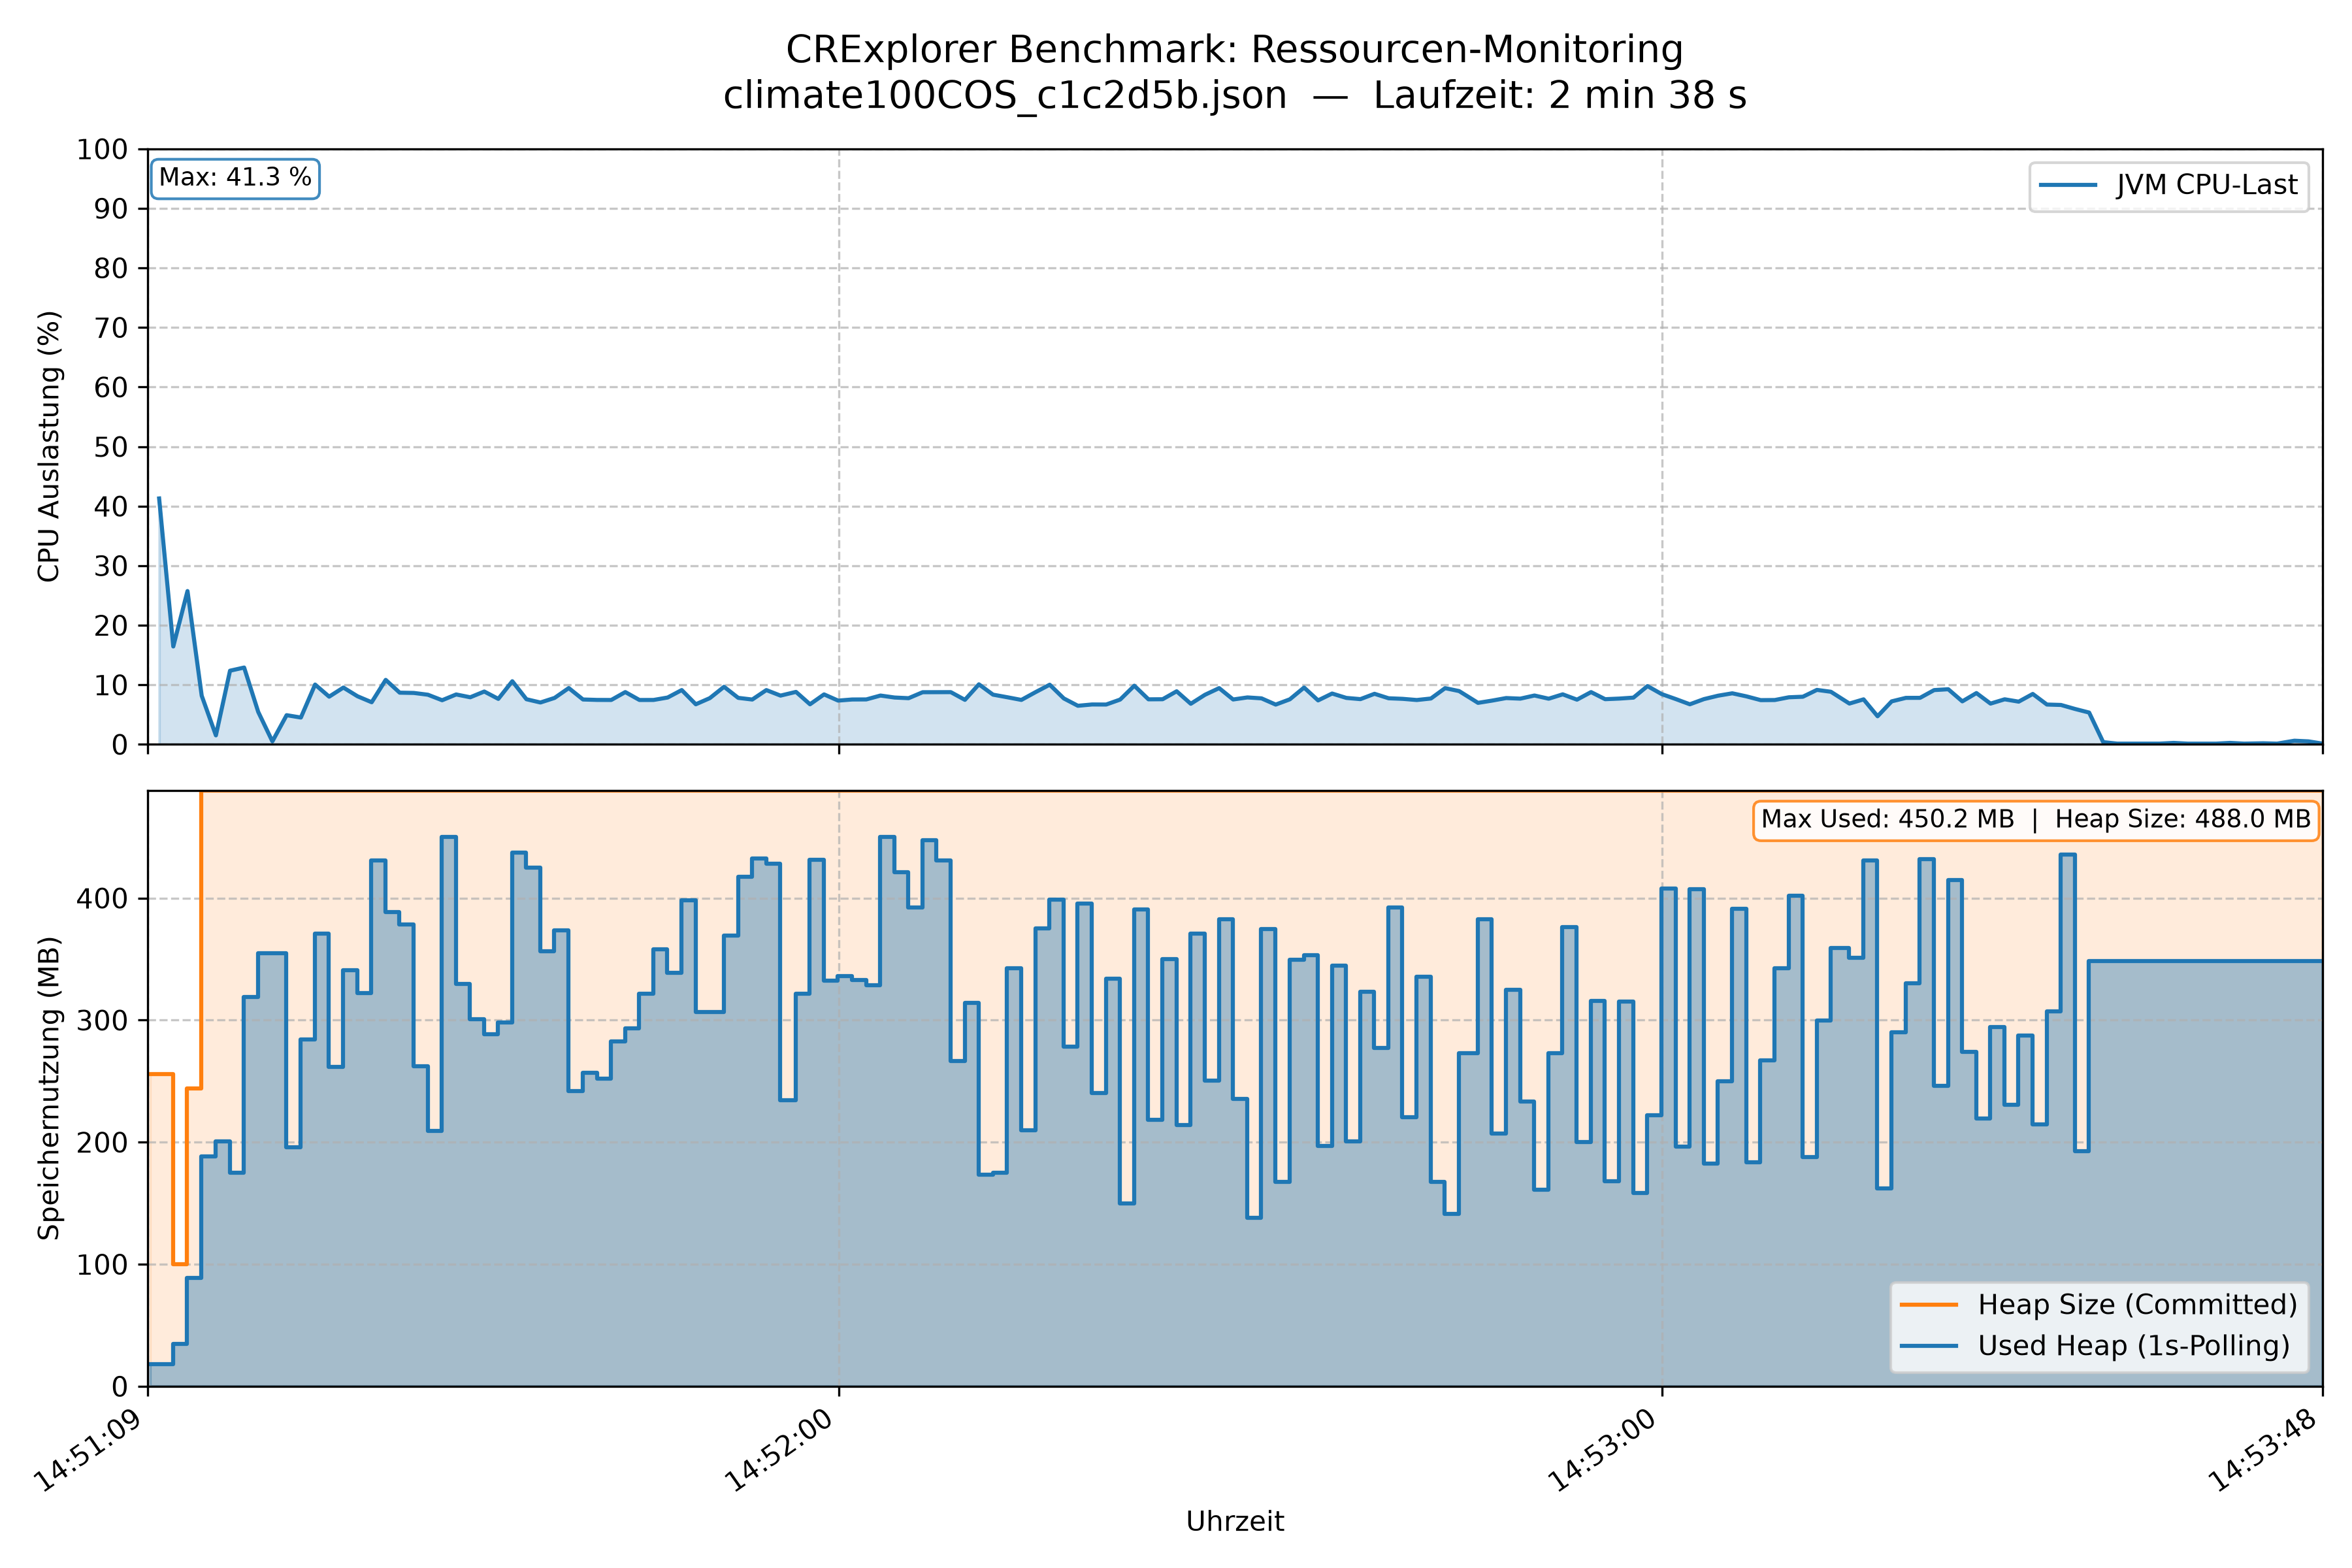 CRExplorer Benchmark: Ressourcen-Monitoring
climate100COS_c1c2d5b.json — Laufzeit: 2 min 38 s
100
90
80
70
60
50
40
30
20
10
0
CPU Auslastung (%)
Max: 41.3 %
JVM CPU-Last
400
300
200
100
0
Speichernutzung (MB)
Max Used: 450.2 MB | Heap Size: 488.0 MB
Heap Size (Committed)
Used Heap (1s-Polling)
14:51:09
14:52:00
14:53:00
14:53:48
Uhrzeit